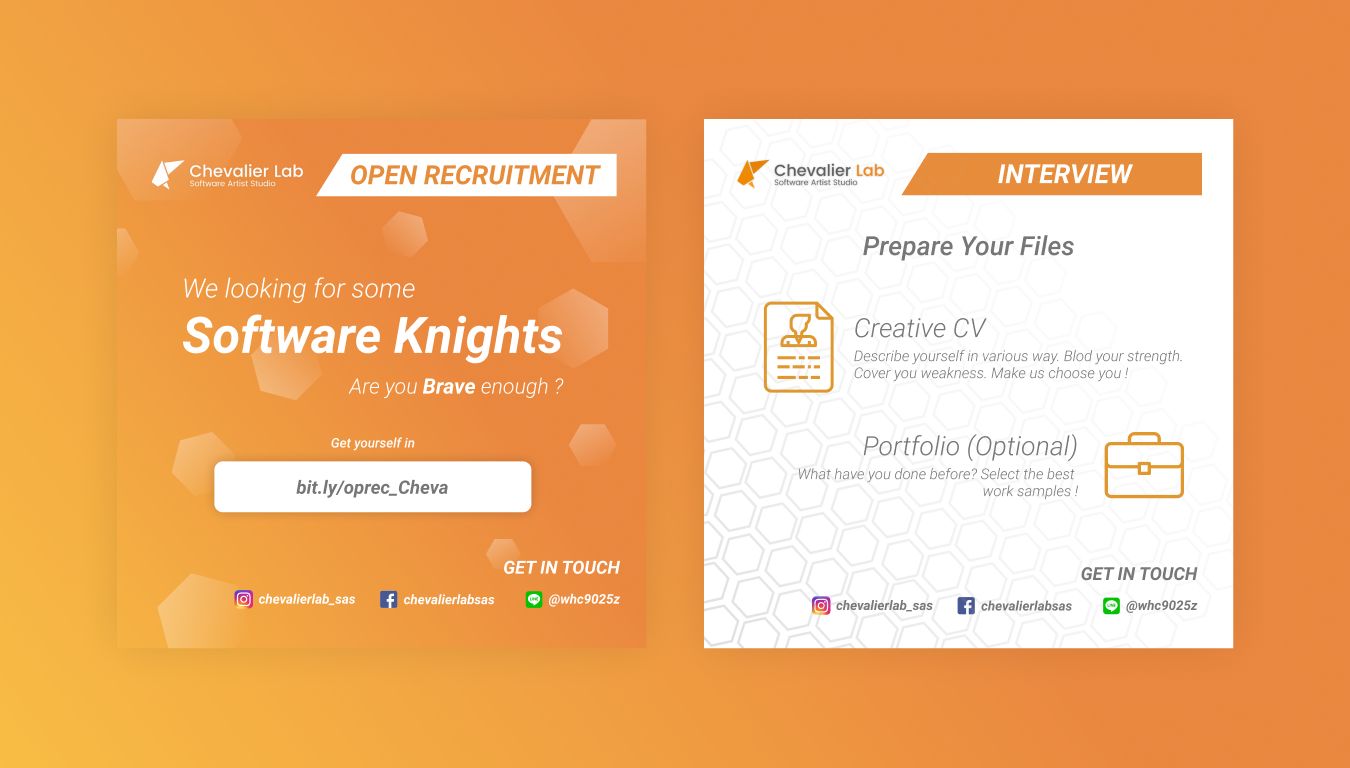 Chevalier Lab
Software Artist Studio
OPEN RECRUITMENT
We looking for some
Software Knights
Are you Brave enough ?
Get yourself in
bit.ly/oprec_Cheva
GET IN TOUCH
chevalierlab_sas
chevalierlabsas
LINE
@whc9025z
Chevalier Lab
Software Artist Studio
INTERVIEW
Prepare Your Files
Creative CV
Describe yourself in various way. Blod your strength.
Cover you weakness. Make us choose you !
Portfolio (Optional)
What have you done before? Select the best
work samples !
GET IN TOUCH
chevalierlab_sas
chevalierlabsas
LINE
@whc9025z